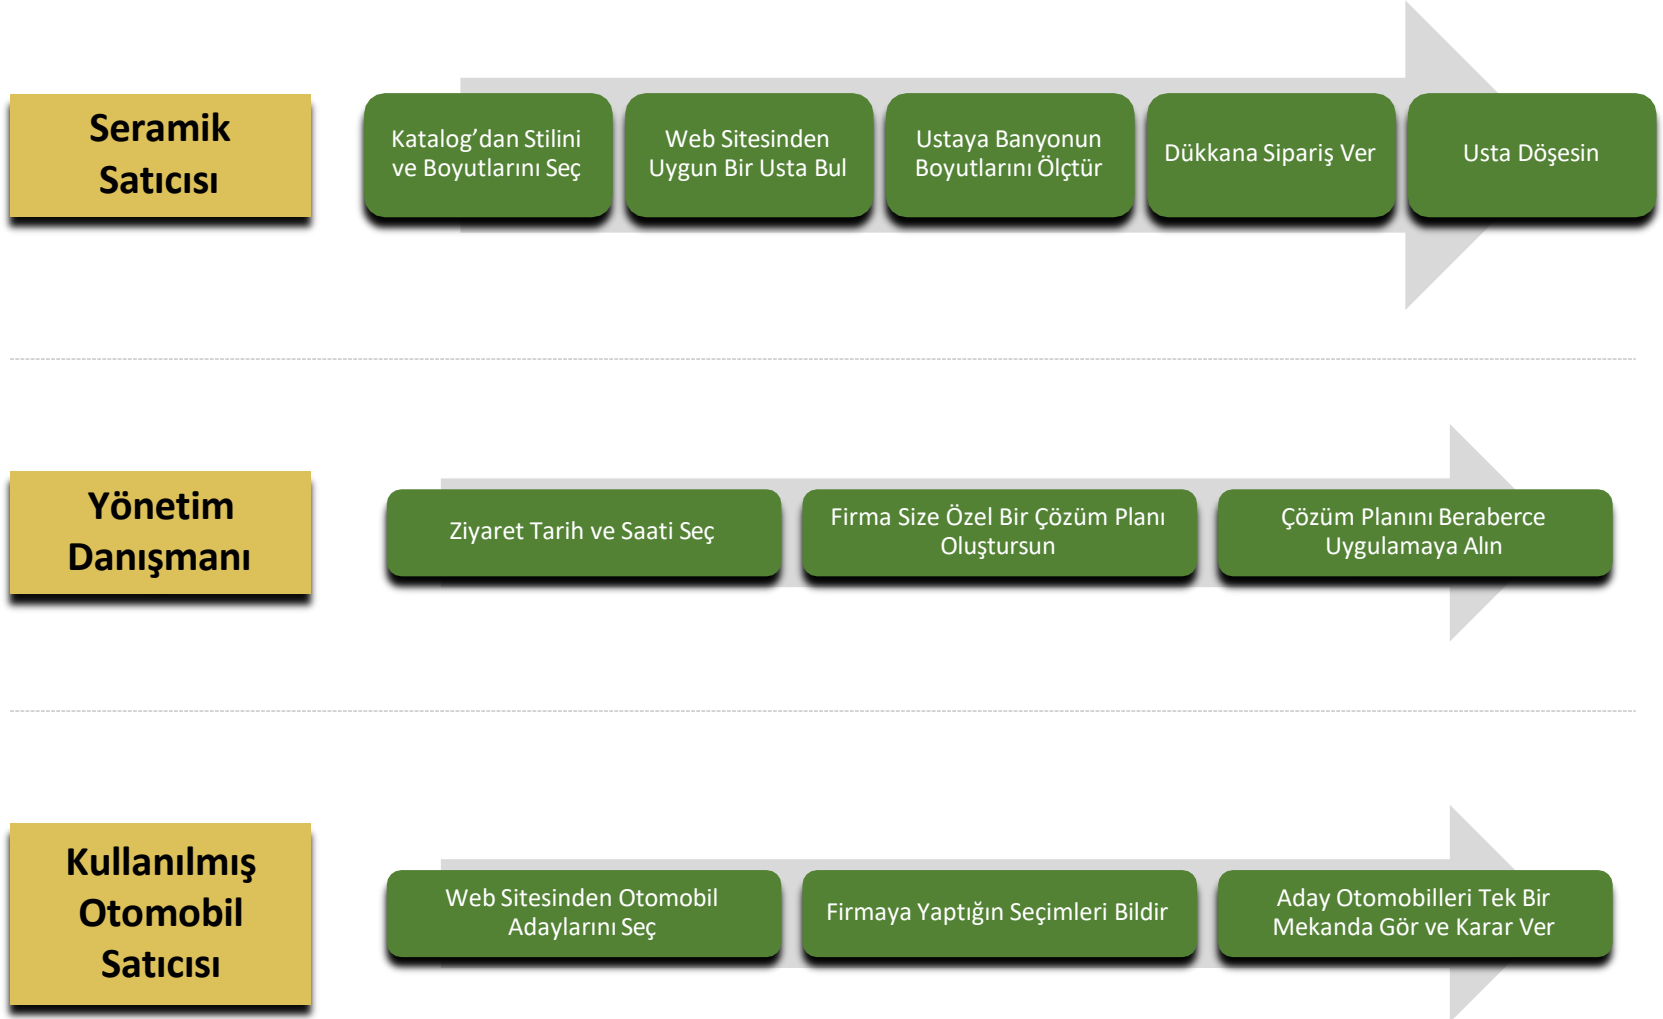 Seramik
Satıcısı
Katalog’dan Stilini
ve Boyutlarını Seç
Web Sitesinden
Uygun Bir Usta Bul
Ustaya Banyonun
Boyutlarını Ölçtür
Dükkana Sipariş Ver
Usta Döşesin
Yönetim
Danışmanı
Ziyaret Tarih ve Saati Seç
Firma Size Özel Bir Çözüm Planı
Oluştursun
Çözüm Planını Beraberce
Uygulamaya Alın
Kullanılmış
Otomobil
Satıcısı
Web Sitesinden Otomobil
Adaylarını Seç
Firmaya Yaptığın Seçimleri Bildir
Aday Otomobilleri Tek Bir
Mekanda Gör ve Karar Ver